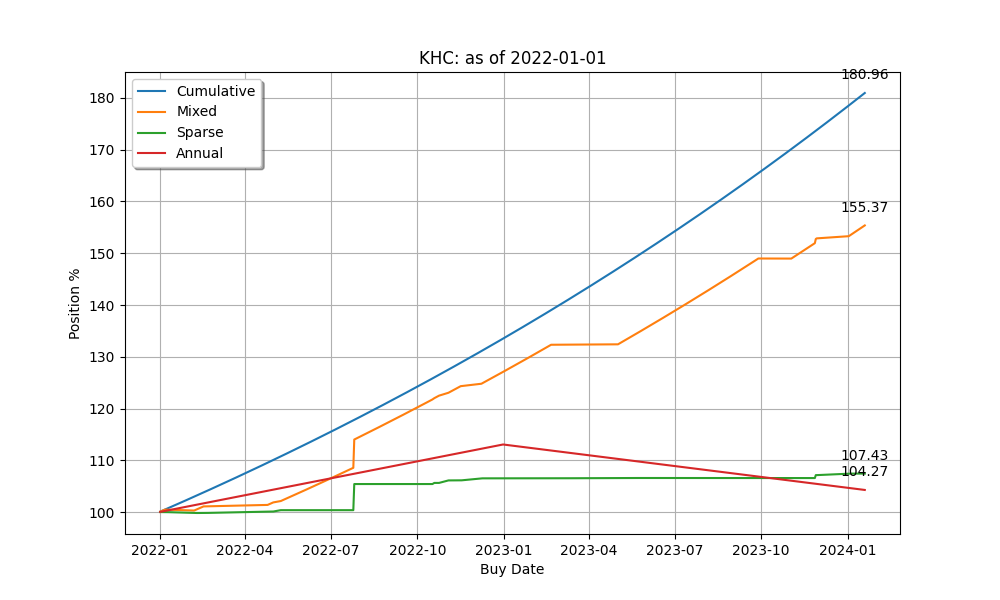 KHC: as of 2022-01-01
Cumulative
Mixed
Sparse
Annual
180.96
155.37
107.43
104.27
180
170
160
150
140
130
120
110
100
Position %
2022-01 2022-04 2022-07 2022-10 2023-01 2023-04 2023-07 2023-10 2024-01
Buy Date